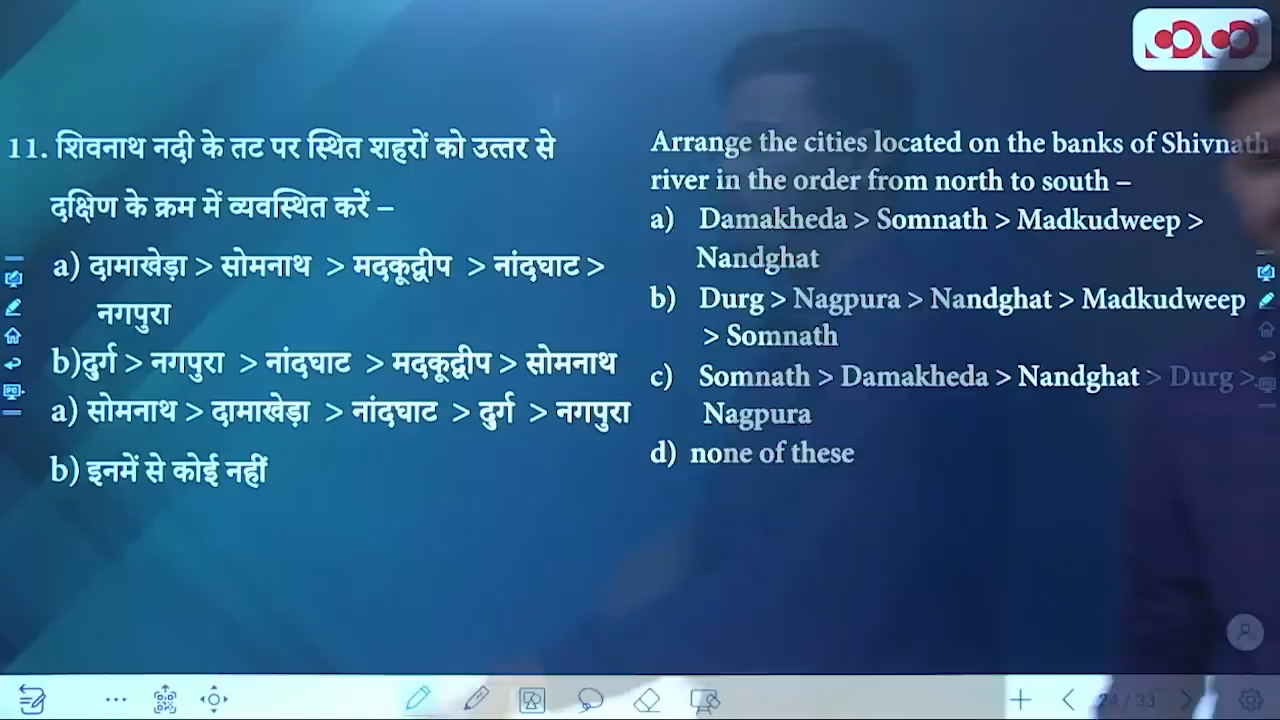 11. शिवनाथ नदी के तट पर स्थित शहरों को उत्तर से
दक्षिण के क्रम में व्यवस्थित करें –
a) दामाखेड़ा > सोमनाथ > मदकूद्वीप > नांदघाट >
नगपुरा
b)दुर्ग > नगपुरा > नांदघाट > मदकूद्वीप > सोमनाथ
a) सोमनाथ > दामाखेड़ा > नांदघाट > दुर्ग > नगपुरा
b) इनमें से कोई नहीं
Arrange the cities located on the banks of Shivnath
river in the order from north to south –
a) Damakheda > Somnath > Madkudweep >
Nandghat
b) Durg > Nagpura > Nandghat > Madkudweep
> Somnath
c) Somnath > Damakheda > Nandghat > Durg >
Nagpura
d) none of these
24 / 33